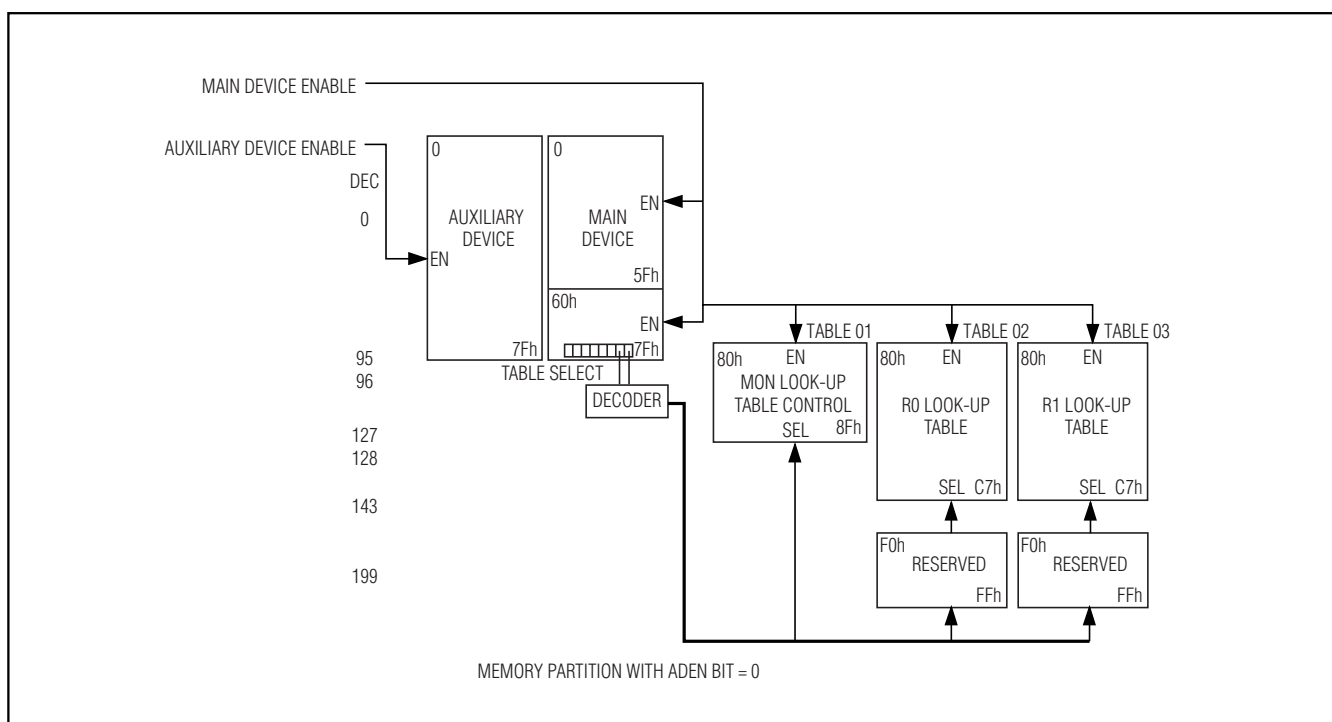 MAIN DEVICE ENABLE
AUXILIARY DEVICE ENABLE
DEC
0
95
96
127
128
143
199
0
AUXILIARY
DEVICE
EN
7Fh
0
MAIN
DEVICE
EN
5Fh
60h
EN
7Fh
TABLE SELECT
DECODER
TABLE 01
80h
EN
MON LOOK-UP
TABLE CONTROL
SEL
8Fh
TABLE 02
80h
EN
R0 LOOK-UP
TABLE
SEL C7h
F0h
RESERVED
FFh
TABLE 03
80h
EN
R1 LOOK-UP
TABLE
SEL C7h
F0h
RESERVED
FFh
MEMORY PARTITION WITH ADEN BIT = 0